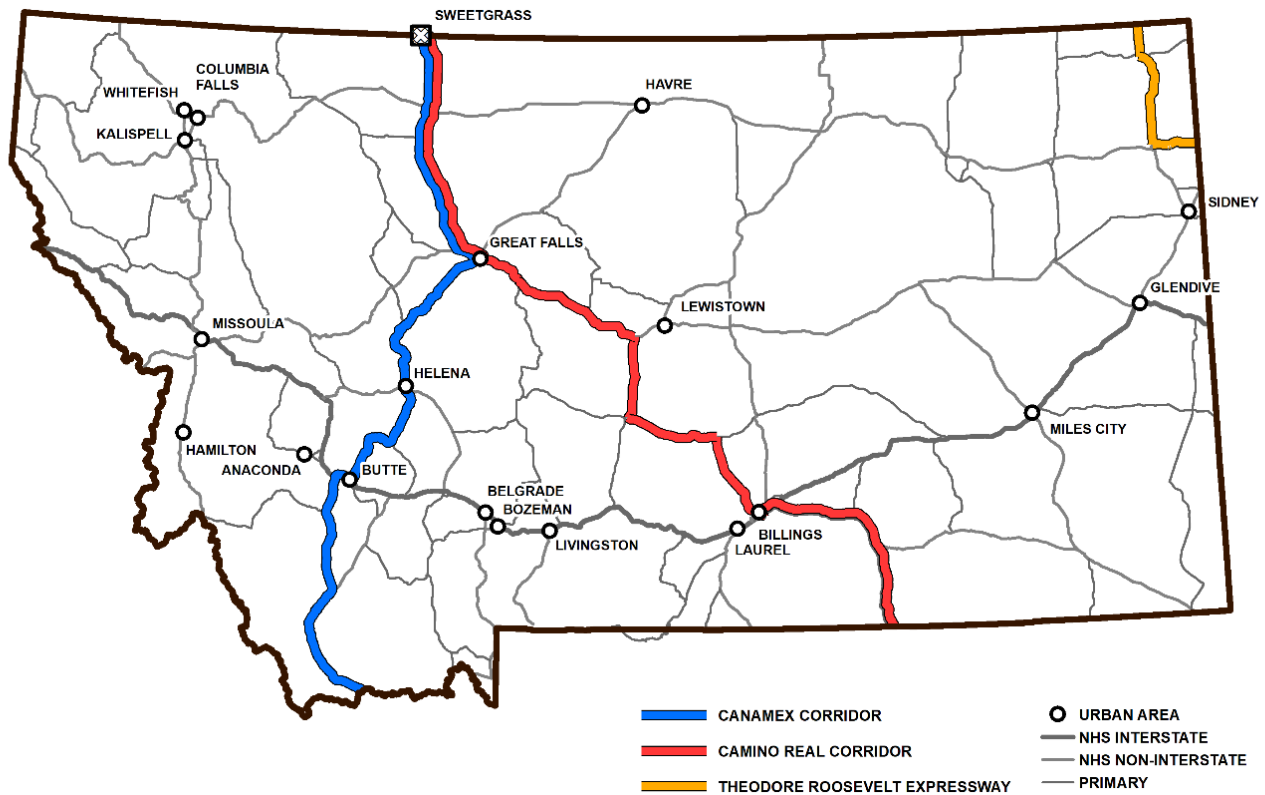 SWEETGRASS
COLUMBIA
FALLS
WHITEFISH
HAVRE
KALISPELL
SIDNEY
GREAT FALLS
GLENDIVE
LEWISTOWN
MISSOULA
HELENA
MILES CITY
HAMILTON
ANACONDA
BUTTE
BELGRADE
BOZEMAN
BILLINGS
LIVINGSTON
LAUREL
CANAMEX CORRIDOR
CAMINO REAL CORRIDOR
THEODORE ROOSEVELT EXPRESSWAY
URBAN AREA
NHS INTERSTATE
NHS NON-INTERSTATE
PRIMARY